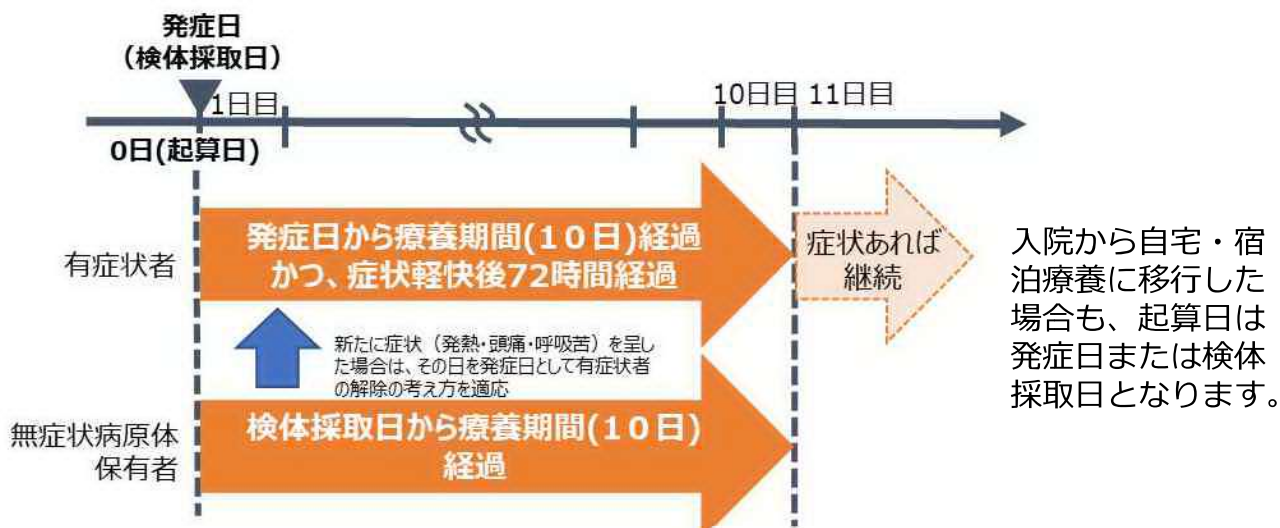 発症日
（検体採取日）
1日目
10日目
11日目
0日(起算日)
有症状者
発症日から療養期間(１０日)経過
かつ、症状軽快後72時間経過
症状あれば
継続
入院から自宅・宿
泊療養に移行した
場合も、起算日は
発症日または検体
採取日となります。
新たに症状（発熱・頭痛・呼吸苦）を呈し
た場合は、その日を発症日として有症状者
の解除の考え方を適応
無症状病原体
保有者
検体採取日から療養期間(１０日)
経過